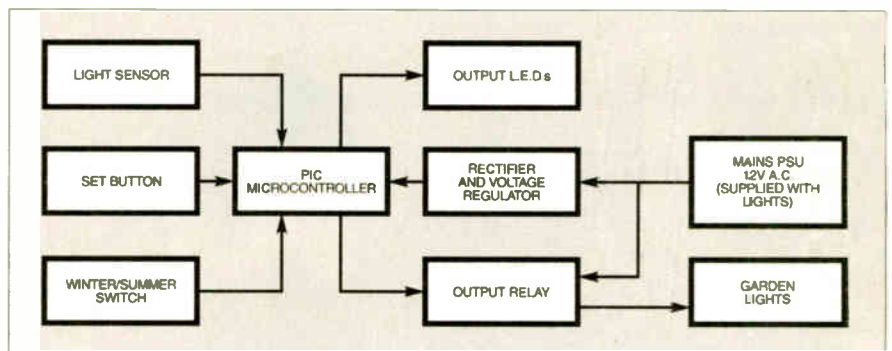 LIGHT SENSOR
OUTPUT L.E.D.s
SET BUTTON
PIC
MICROCONTROLLER
RECTIFIER
AND VOLTAGE
REGULATOR
MAINS PSU
12V A.C.
(SUPPLIED WITH
LIGHTS)
WINTER/SUMMER
SWITCH
OUTPUT RELAY
GARDEN
LIGHTS